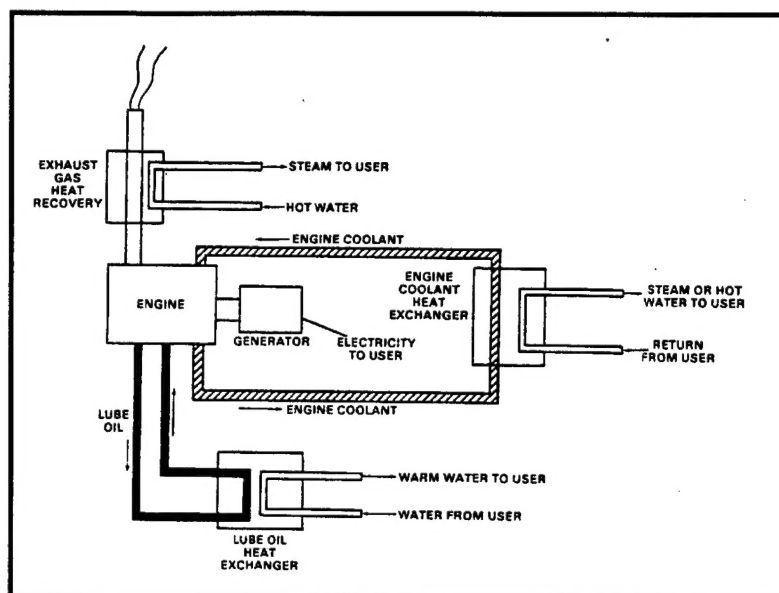 EXHAUST
GAS
HEAT
RECOVERY
STEAM TO USER
HOT WATER
ENGINE COOLANT
ENGINE
GENERATOR
ELECTRICITY
TO USER
ENGINE
COOLANT
HEAT
EXCHANGER
STEAM OR HOT
WATER TO USER
RETURN
FROM USER
ENGINE COOLANT
LUBE
OIL
WARM WATER TO USER
WATER FROM USER
LUBE OIL
HEAT
EXCHANGER